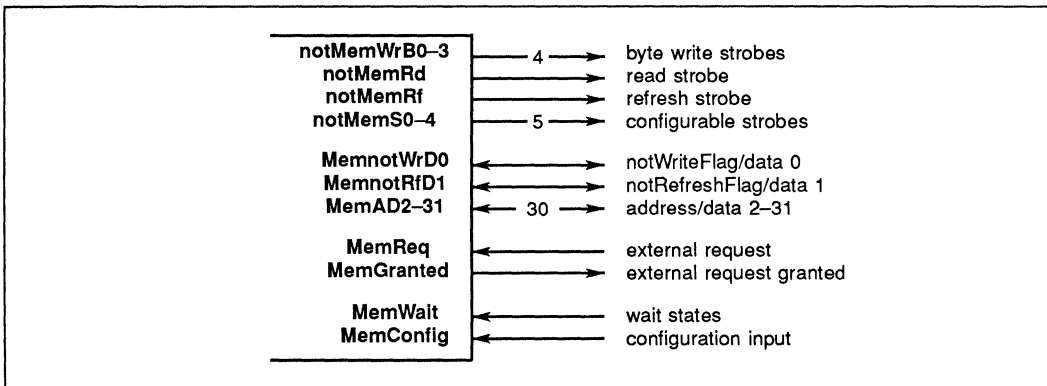 notMemWrB0–3 4 byte write strobes
notMemRd read strobe
notMemRf refresh strobe
notMemS0–4 5 configurable strobes
MemnotWrD0 notWriteFlag/data 0
MemnotRfD1 notRefreshFlag/data 1
MemAD2–31 30 address/data 2–31
MemReq external request
MemGranted external request granted
MemWait wait states
MemConfig configuration input